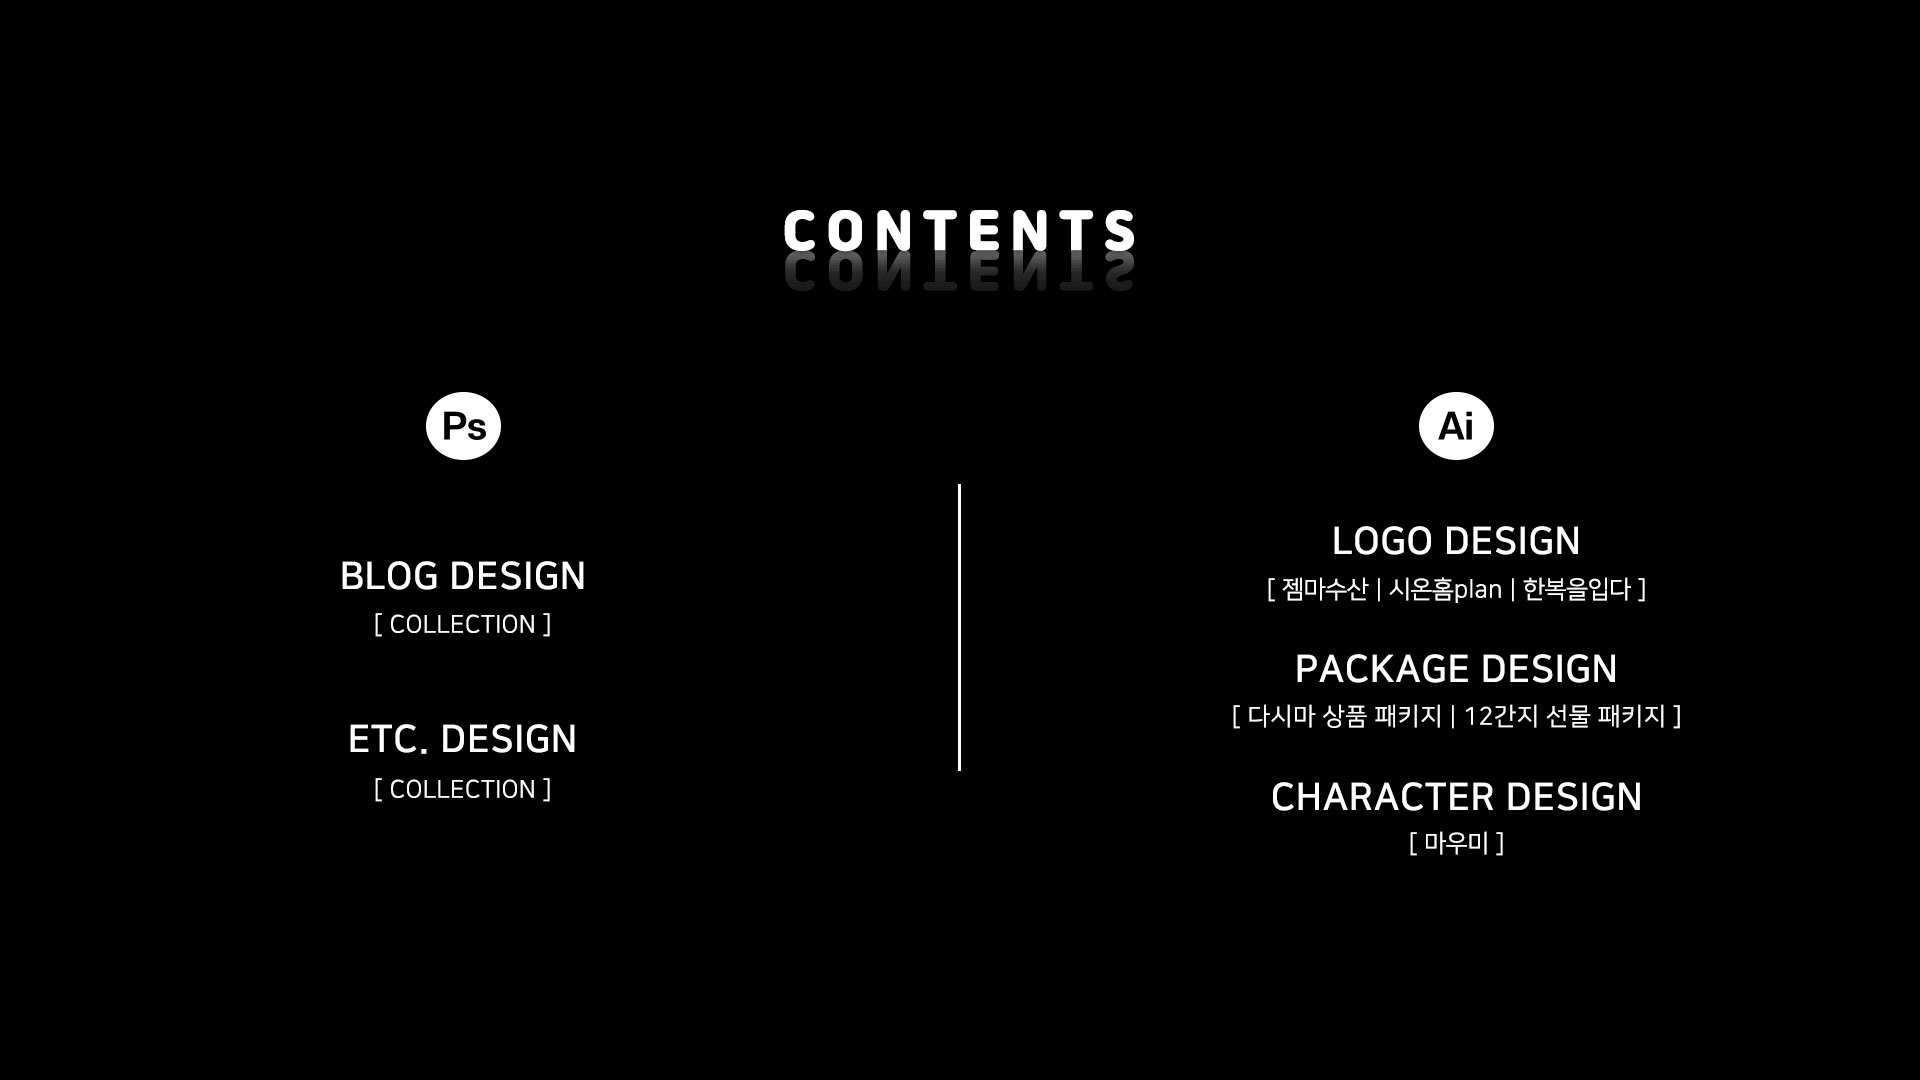 CONTENTS
Ps
BLOG DESIGN
[ COLLECTION ]
ETC. DESIGN
[ COLLECTION ]
Ai
LOGO DESIGN
[ 젬마수산 | 시온홈plan | 한복을입다 ]
PACKAGE DESIGN
[ 다시마 상품 패키지 | 12간지 선물 패키지 ]
CHARACTER DESIGN
[ 마우미 ]